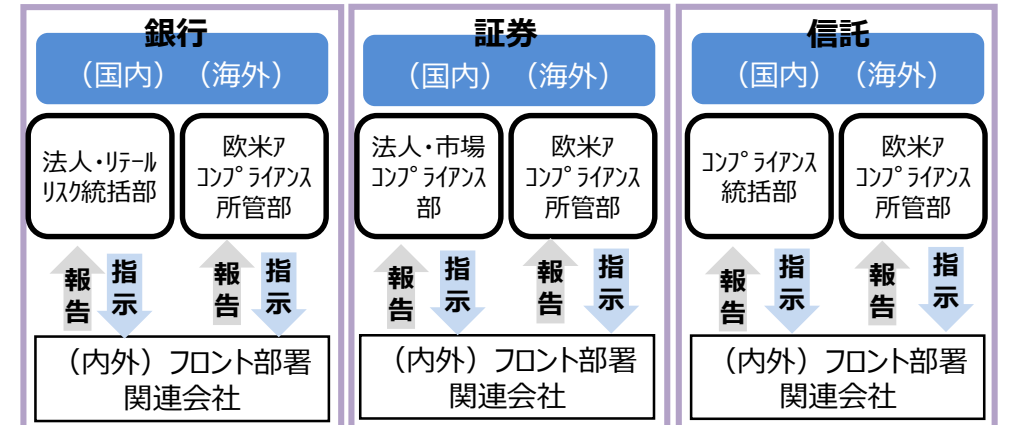 銀行
（国内）（海外）
法人・リテール
リスク統括部
欧米ア
コンプライアンス
所管部
報告
指示
報告
指示
（内外）フロント部署
関連会社
証券
（国内）（海外）
法人・市場
コンプライアンス
部
欧米ア
コンプライアンス
所管部
報告
指示
報告
指示
（内外）フロント部署
関連会社
信託
（国内）（海外）
コンプライアンス
統括部
欧米ア
コンプライアンス
所管部
報告
指示
報告
指示
（内外）フロント部署
関連会社